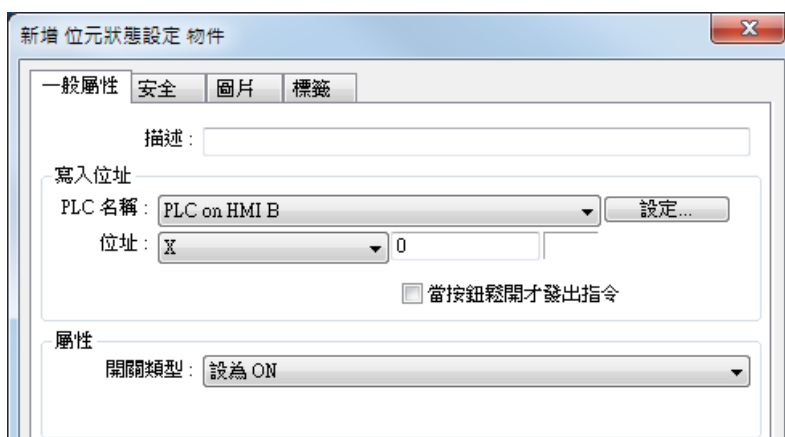 新增 位元狀態設定 物件
一般屬性 安全 圖片 標籤
描述 :
寫入位址
PLC 名稱 : PLC on HMI B 設定...
位址 : X 0
當按鈕鬆開才發出指令
屬性
開關類型 : 設為 ON